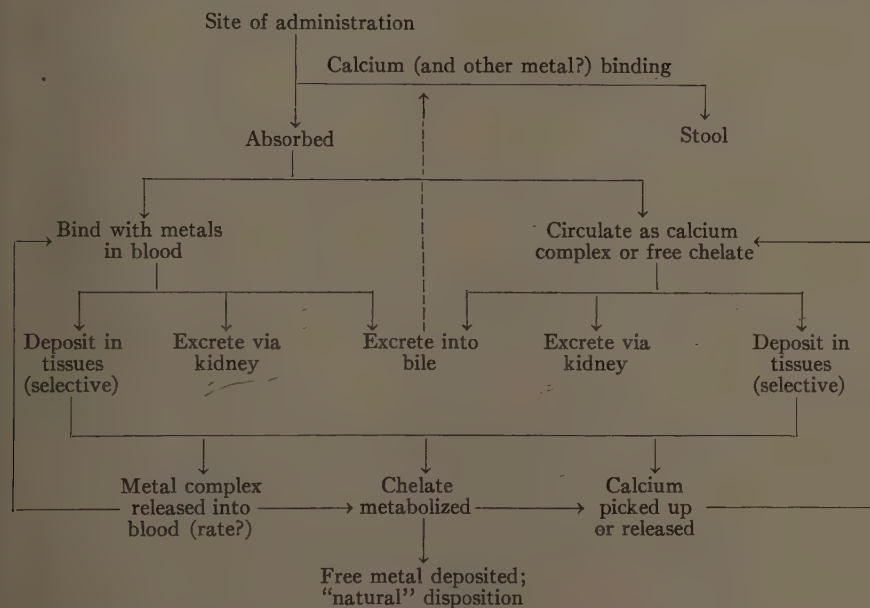 Site of administration
Calcium (and other metal?) binding
Absorbed
Stool
Bind with metals
in blood
Circulate as calcium
complex or free chelate
Deposit in
tissues
(selective)
Excrete via
kidney
Excrete into
bile
Excrete via
kidney
Deposit in
tissues
(selective)
Metal complex
released into
blood (rate?)
Chelate
metabolized
Calcium
picked up
or released
Free metal deposited;
"natural" disposition